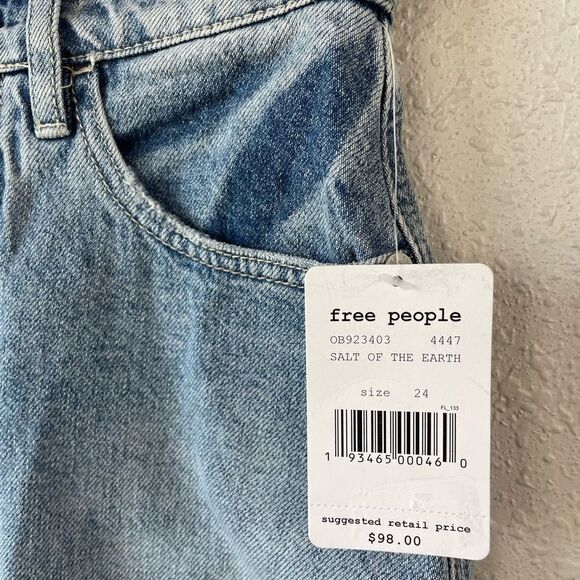 free people
OB923403 4447
SALT OF THE EARTH
size 24
FL_133
1 93465 00046 0
suggested retail price
$98.00